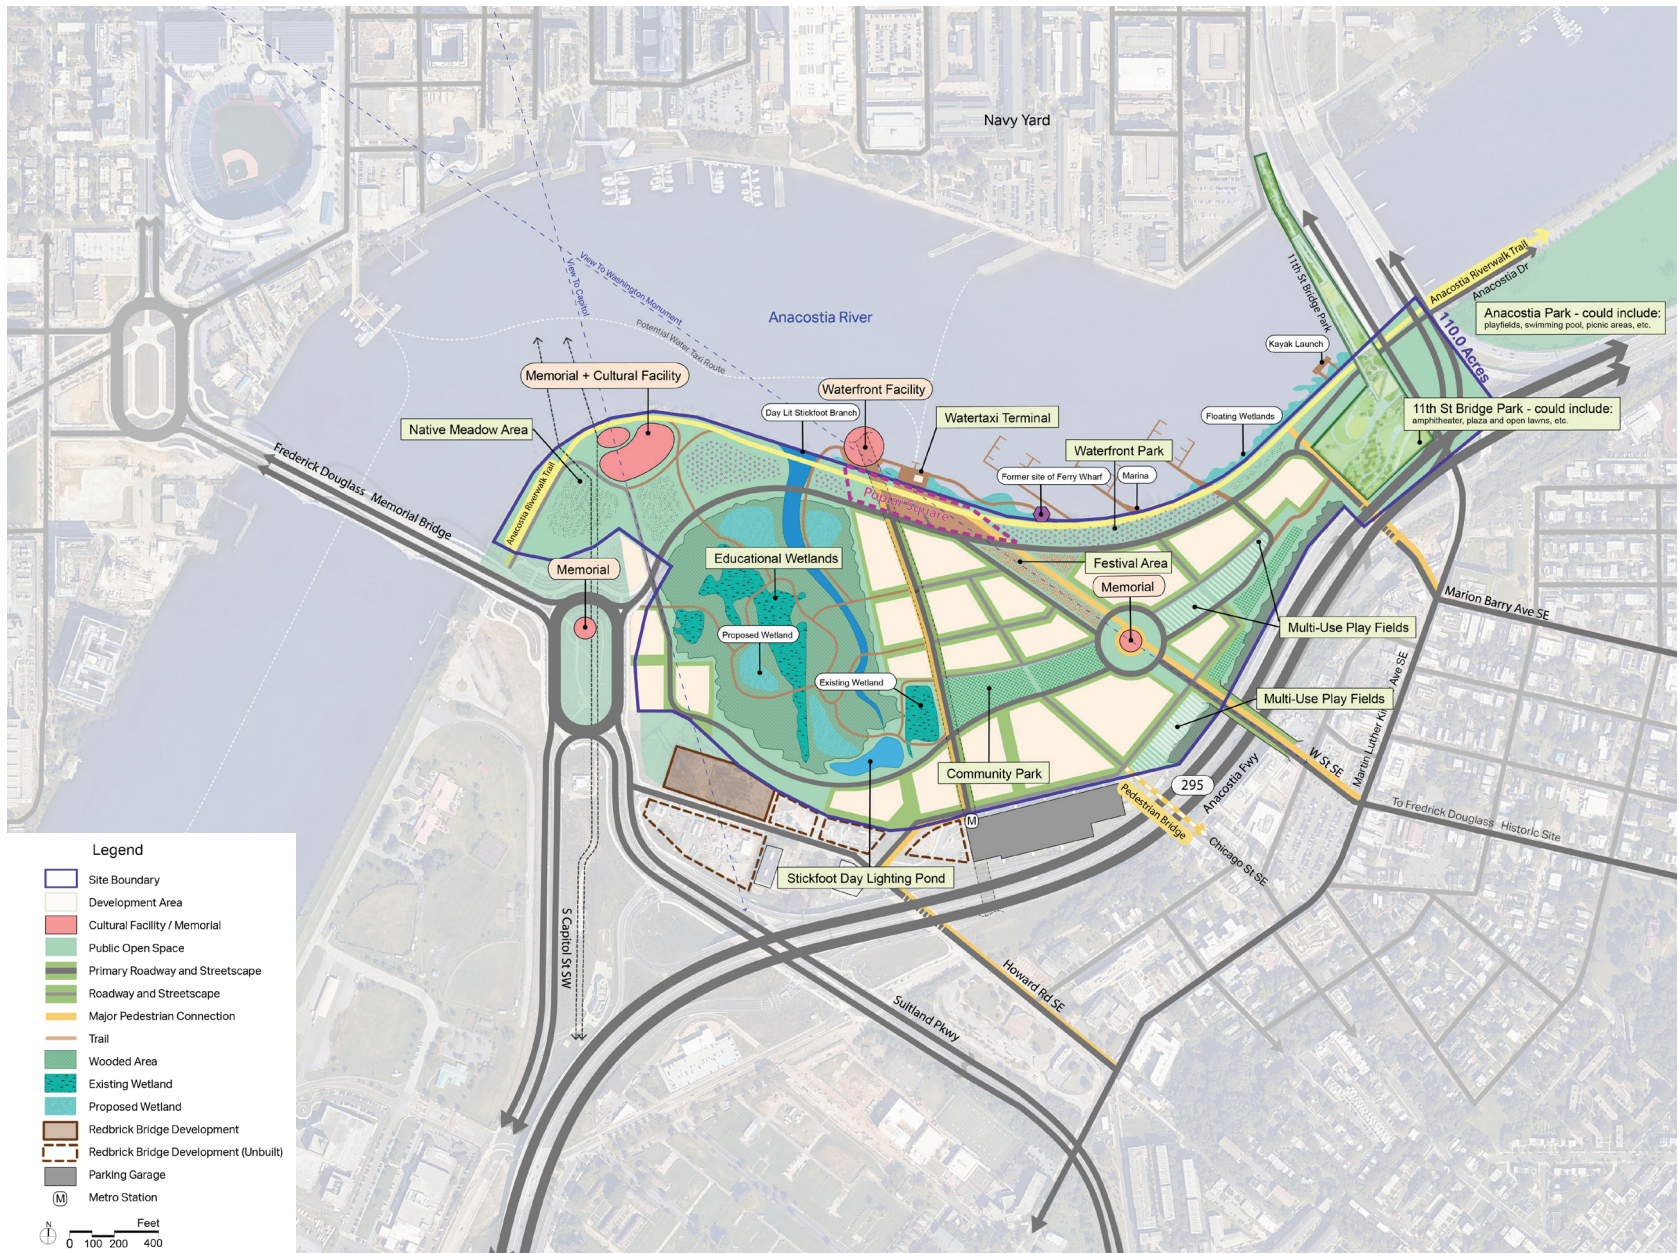 Navy Yard
View To Washington Monument
View To Capitol
Anacostia River
Potential Water Taxi Route
11th St Bridge Park
Anacostia Riverwalk Trail
Anacostia Dr
110.0 Acres
Anacostia Park - could include:
playfields, swimming pool, picnic areas, etc.
Kayak Launch
Memorial + Cultural Facility
Waterfront Facility
Day Lit Stickfoot Branch
Watertaxi Terminal
Floating Wetlands
11th St Bridge Park - could include:
amphitheater, plaza and open lawns, etc.
Native Meadow Area
Waterfront Park
Frederick Douglass Memorial Bridge
Anacostia Riverwalk Trail
Former site of Ferry Wharf
Marina
Poplar Square
Educational Wetlands
Festival Area
Memorial
Memorial
Marion Barry Ave SE
Multi-Use Play Fields
Proposed Wetland
Existing Wetland
Multi-Use Play Fields
Martin Luther Ki
Ave SE
W St SE
Community Park
295
Anacostia Fwy
Pedestrian Bridge
To Fredrick Douglass Historic Site
M
Chicago St SE
Stickfoot Day Lighting Pond
S Capitol St SW
Howard Rd SE
Suitland Pkwy
Legend
Site Boundary
Development Area
Cultural Facility / Memorial
Public Open Space
Primary Roadway and Streetscape
Roadway and Streetscape
Major Pedestrian Connection
Trail
Wooded Area
Existing Wetland
Proposed Wetland
Redbrick Bridge Development
Redbrick Bridge Development (Unbuilt)
Parking Garage
M Metro Station
N
Feet
0 100 200 400